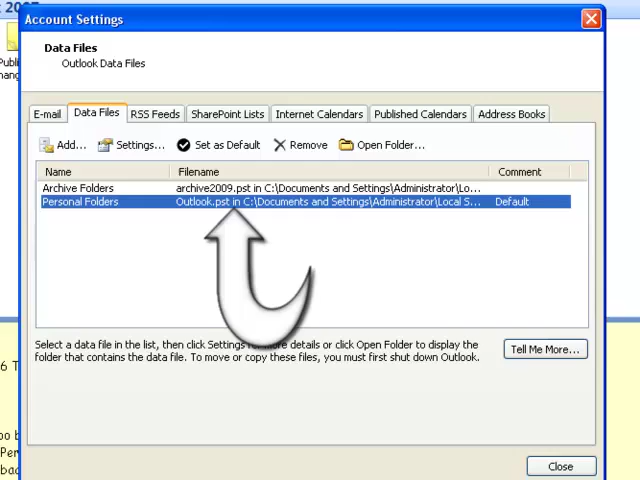 Account Settings
Data Files
Outlook Data Files
E-mail Data Files RSS Feeds SharePoint Lists Internet Calendars Published Calendars Address Books
Add... Settings... Set as Default Remove Open Folder...
Name Filename Comment
Archive Folders archive2009.pst in C:\Documents and Settings\Administrator\Lo...
Personal Folders Outlook.pst in C:\Documents and Settings\Administrator\Local S... Default
Select a data file in the list, then click Settings for more details or click Open Folder to display the
folder that contains the data file. To move or copy these files, you must first shut down Outlook.
Tell Me More...
Close